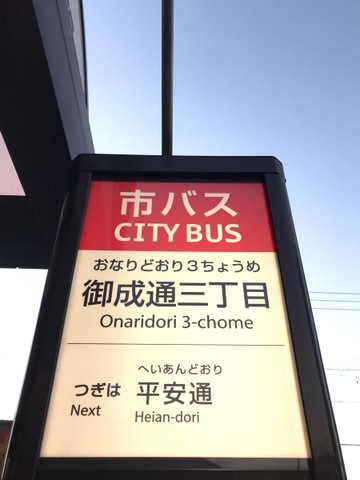 市バス
CITY BUS
おなりどおり3ちょうめ
御成通三丁目
Onaridori 3-chome
へいあんどおり
つぎは 平安通
Next Heian-dori